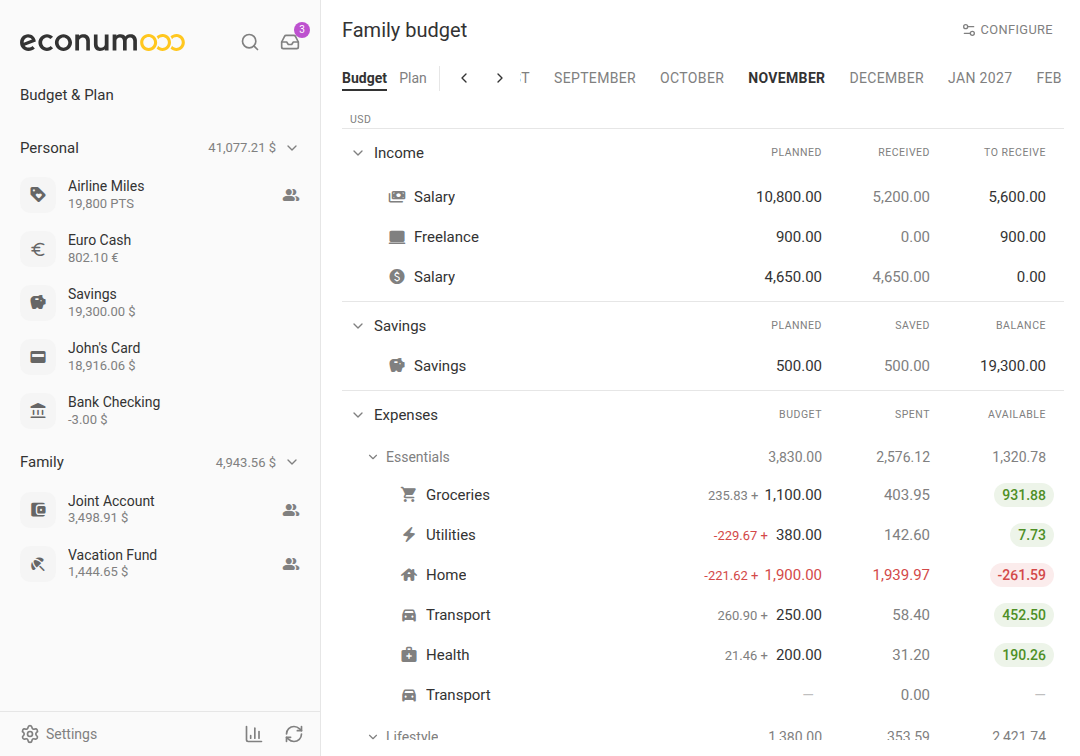 econumo
3
Budget & Plan
Personal 41,077.21 $
Airline Miles
19,800 PTS
Euro Cash
802.10 €
Savings
19,300.00 $
John's Card
18,916.06 $
Bank Checking
-3.00 $
Family 4,943.56 $
Joint Account
3,498.91 $
Vacation Fund
1,444.65 $
Settings
Family budget CONFIGURE
Budget Plan T SEPTEMBER OCTOBER NOVEMBER DECEMBER JAN 2027 FEB
USD
Income PLANNED RECEIVED TO RECEIVE
Salary 10,800.00 5,200.00 5,600.00
Freelance 900.00 0.00 900.00
Salary 4,650.00 4,650.00 0.00
Savings PLANNED SAVED BALANCE
Savings 500.00 500.00 19,300.00
Expenses BUDGET SPENT AVAILABLE
Essentials 3,830.00 2,576.12 1,320.78
Groceries 235.83 + 1,100.00 403.95 931.88
Utilities -229.67 + 380.00 142.60 7.73
Home -221.62 + 1,900.00 1,939.97 -261.59
Transport 260.90 + 250.00 58.40 452.50
Health 21.46 + 200.00 31.20 190.26
Transport — 0.00 —
Lifestyle 1,380.00 353.59 2,421.74